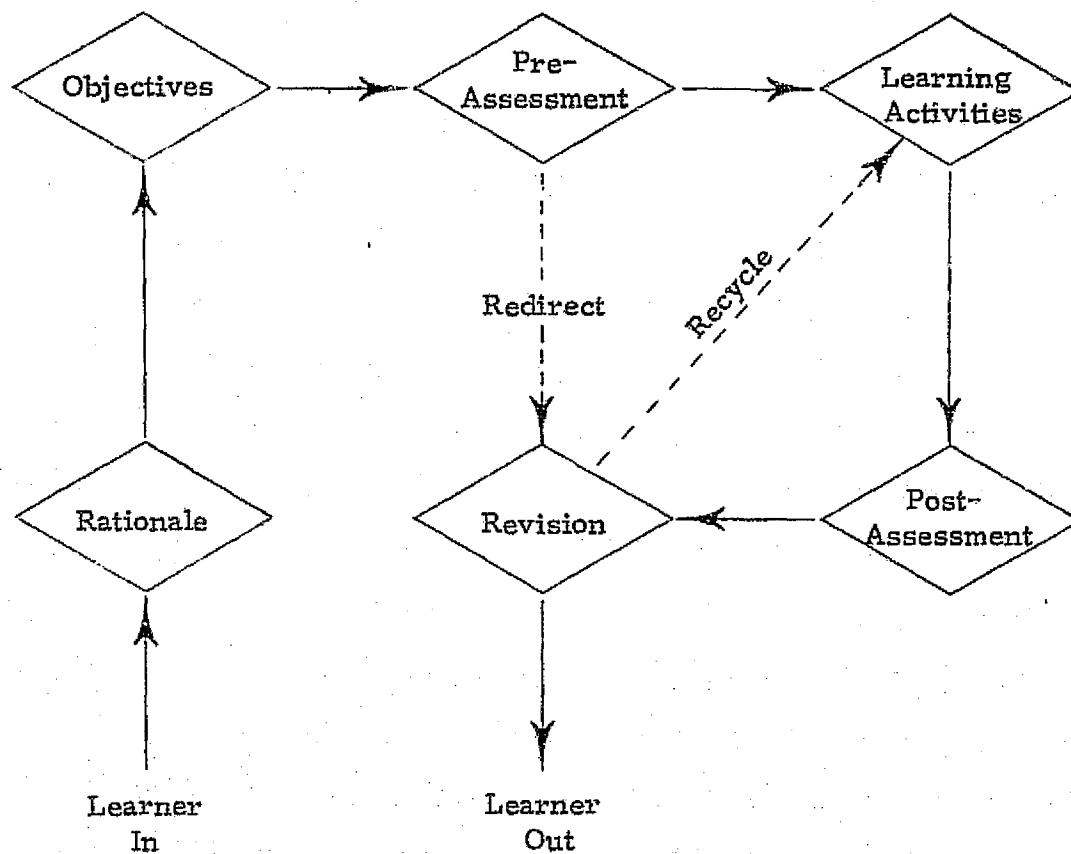 Objectives
Pre-
Assessment
Learning
Activities
Redirect
Recycle
Rationale
Revision
Post-
Assessment
Learner
In
Learner
Out